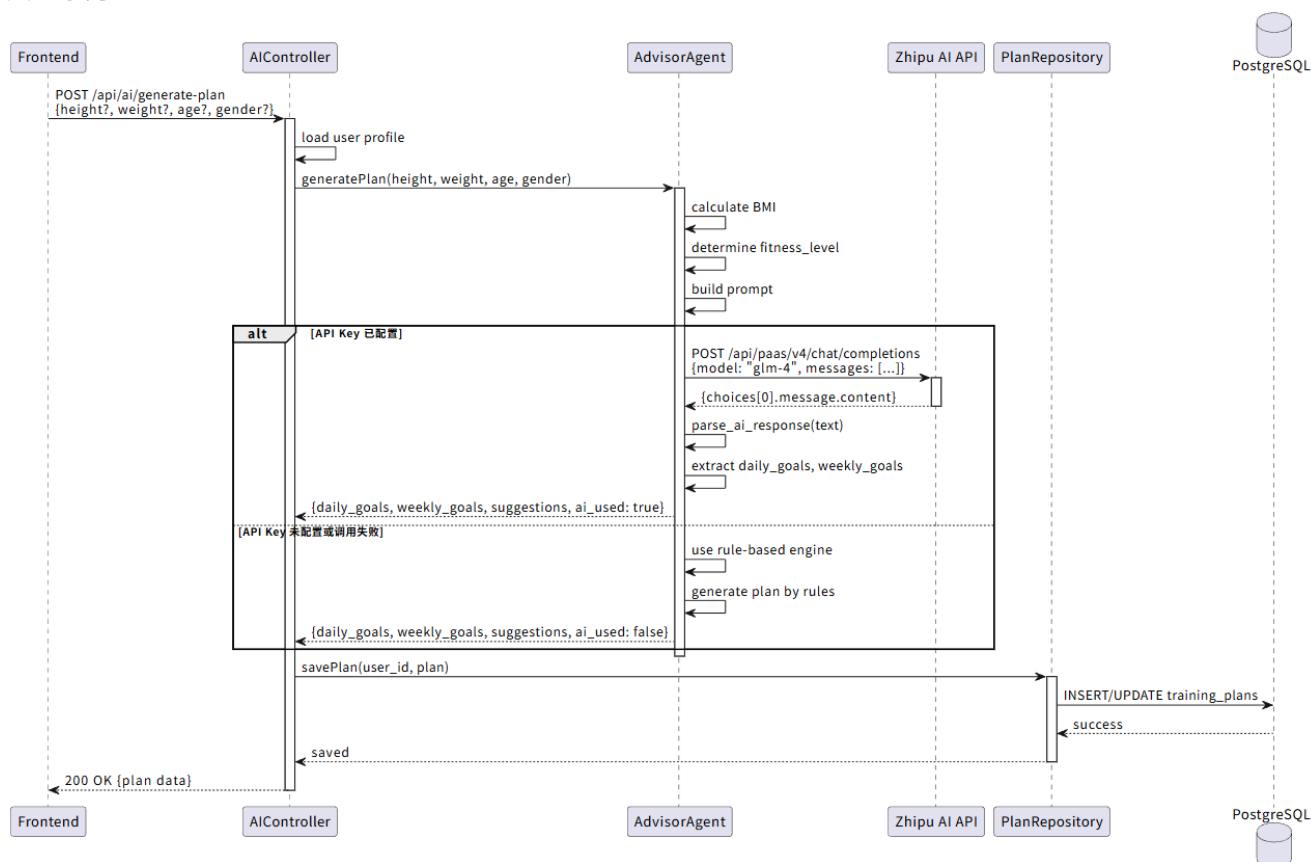 Frontend
AIController
AdvisorAgent
Zhipu AI API
PlanRepository
PostgreSQL
POST /api/ai/generate-plan
{height?, weight?, age?, gender?}
load user profile
generatePlan(height, weight, age, gender)
calculate BMI
determine fitness_level
build prompt
alt
[API Key 已配置]
POST /api/paas/v4/chat/completions
{model: "glm-4", messages: [...]}
{choices[0].message.content}
parse_ai_response(text)
extract daily_goals, weekly_goals
{daily_goals, weekly_goals, suggestions, ai_used: true}
[API Key 未配置或调用失败]
use rule-based engine
generate plan by rules
{daily_goals, weekly_goals, suggestions, ai_used: false}
savePlan(user_id, plan)
INSERT/UPDATE training_plans
success
saved
200 OK {plan data}
Frontend
AIController
AdvisorAgent
Zhipu AI API
PlanRepository
PostgreSQL